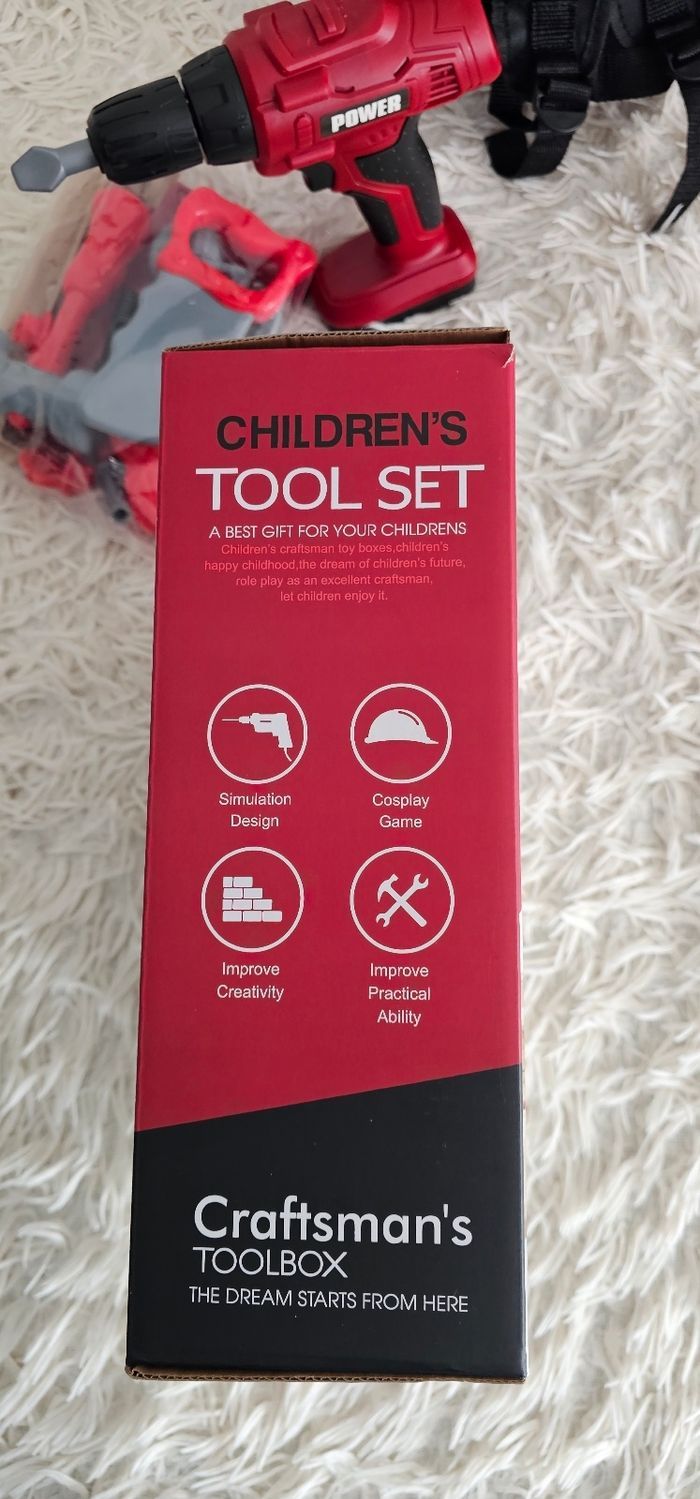 POWER
CHILDREN'S
TOOL SET
A BEST GIFT FOR YOUR CHILDRENS
Children's craftsman toy boxes,children's
happy childhood,the dream of children's future,
role play as an excellent craftsman,
let children enjoy it.
Simulation
Design
Cosplay
Game
Improve
Creativity
Improve
Practical
Ability
Craftsman's
TOOLBOX
THE DREAM STARTS FROM HERE